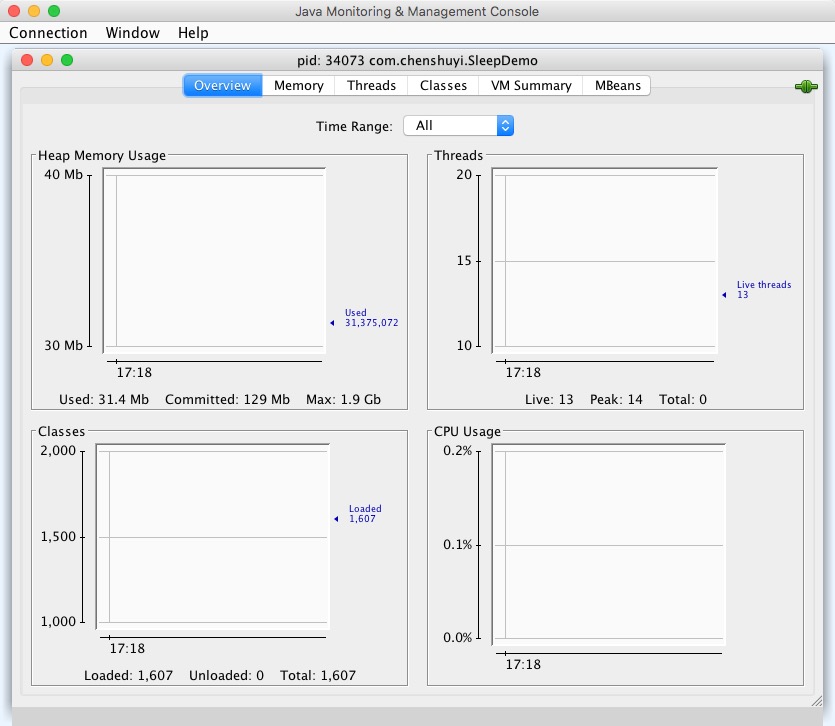 Java Monitoring & Management Console
Connection Window Help
pid: 34073 com.chenshuyi.SleepDemo
Overview Memory Threads Classes VM Summary MBeans
Time Range: All
Heap Memory Usage
40 Mb
Used
31,375,072
30 Mb
17:18
Used: 31.4 Mb Committed: 129 Mb Max: 1.9 Gb
Threads
20
15
Live threads
13
10
17:18
Live: 13 Peak: 14 Total: 0
Classes
2,000
Loaded
1,607
1,500
1,000
17:18
Loaded: 1,607 Unloaded: 0 Total: 1,607
CPU Usage
0.2%
0.1%
0.0%
17:18